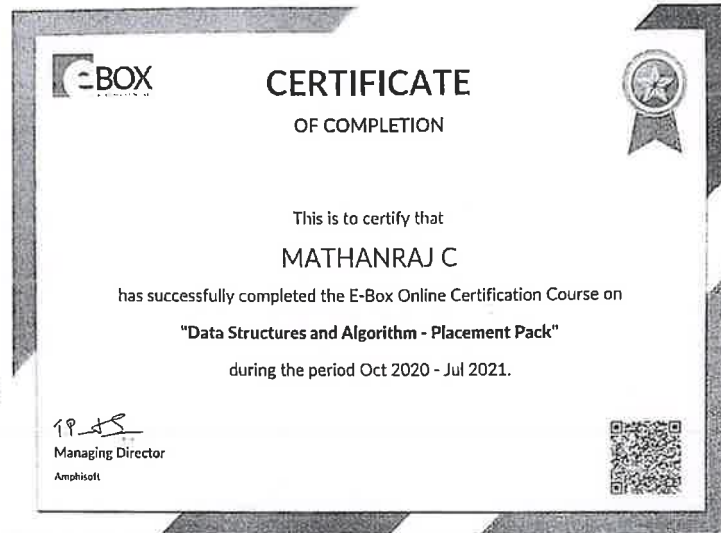 eBOX
CERTIFICATE
OF COMPLETION
This is to certify that
MATHANRAJ C
has successfully completed the E-Box Online Certification Course on
"Data Structures and Algorithm - Placement Pack"
during the period Oct 2020 - Jul 2021.
Managing Director
Amphisoft